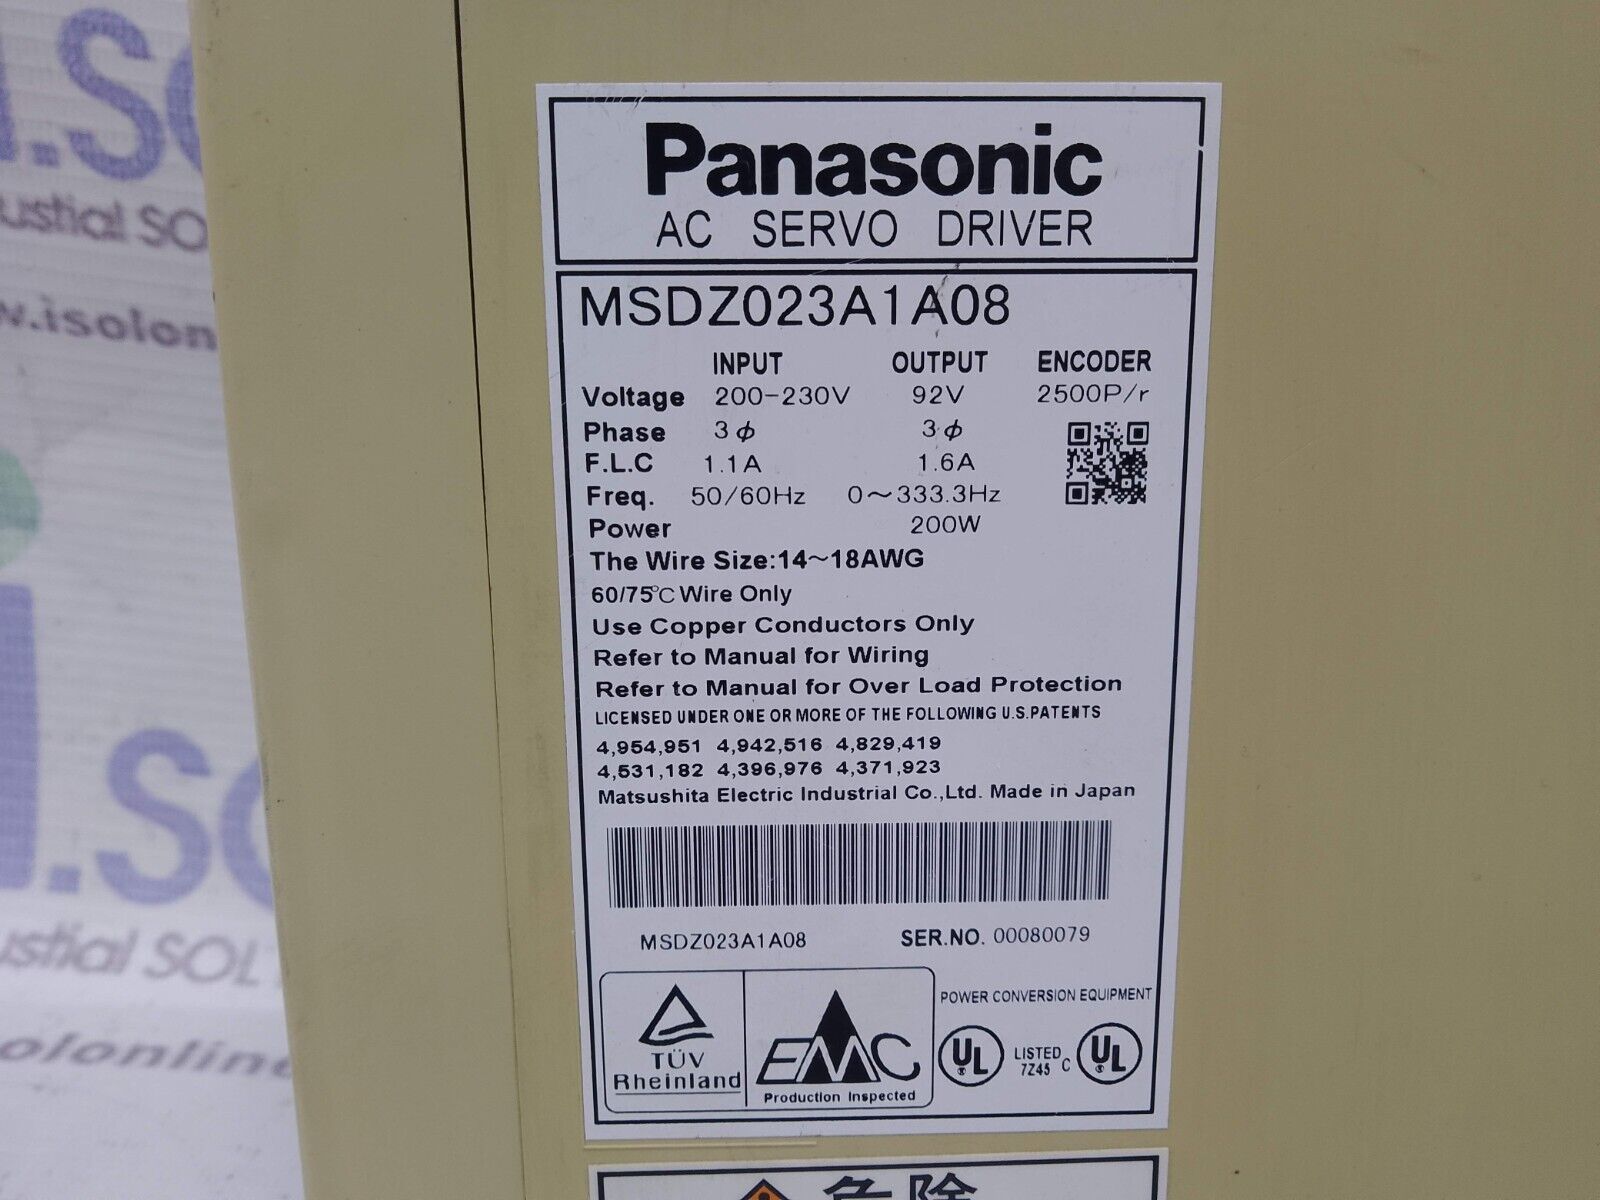 Panasonic
AC SERVO DRIVER
MSDZ023A1A08
INPUT OUTPUT ENCODER
Voltage 200-230V 92V 2500P/r
Phase 3ϕ 3ϕ
F.L.C 1.1A 1.6A
Freq. 50/60Hz 0～333.3Hz
Power 200W
The Wire Size:14～18AWG
60/75℃ Wire Only
Use Copper Conductors Only
Refer to Manual for Wiring
Refer to Manual for Over Load Protection
LICENSED UNDER ONE OR MORE OF THE FOLLOWING U.S.PATENTS
4,954,951 4,942,516 4,829,419
4,531,182 4,396,976 4,371,923
Matsushita Electric Industrial Co.,Ltd. Made in Japan
MSDZ023A1A08 SER.NO. 00080079
TÜV
Rheinland
EMC
Production Inspected
POWER CONVERSION EQUIPMENT
UL LISTED 7Z45 C UL
危険